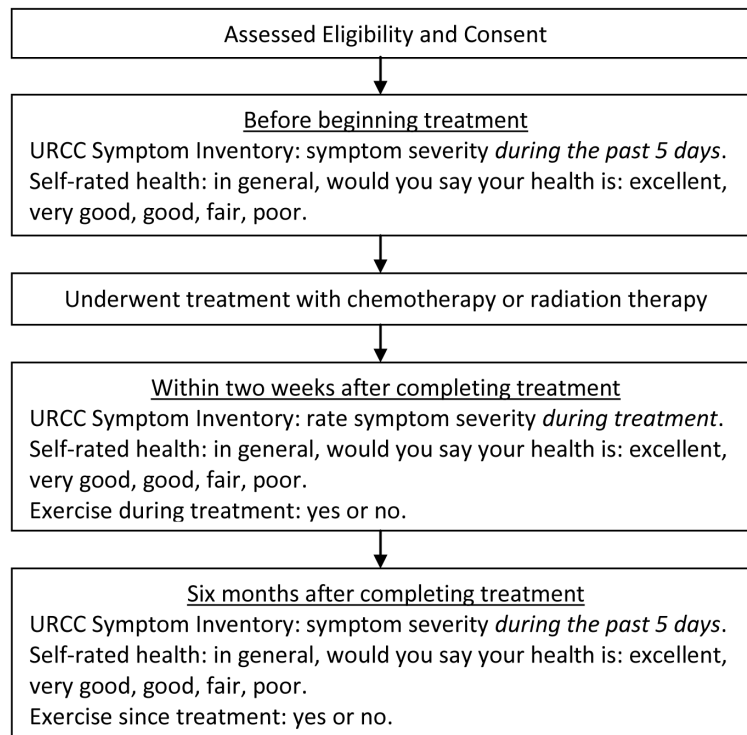 Assessed Eligibility and Consent
Before beginning treatment
URCC Symptom Inventory: symptom severity during the past 5 days.
Self-rated health: in general, would you say your health is: excellent,
very good, good, fair, poor.
Underwent treatment with chemotherapy or radiation therapy
Within two weeks after completing treatment
URCC Symptom Inventory: rate symptom severity during treatment.
Self-rated health: in general, would you say your health is: excellent,
very good, good, fair, poor.
Exercise during treatment: yes or no.
Six months after completing treatment
URCC Symptom Inventory: symptom severity during the past 5 days.
Self-rated health: in general, would you say your health is: excellent,
very good, good, fair, poor.
Exercise since treatment: yes or no.